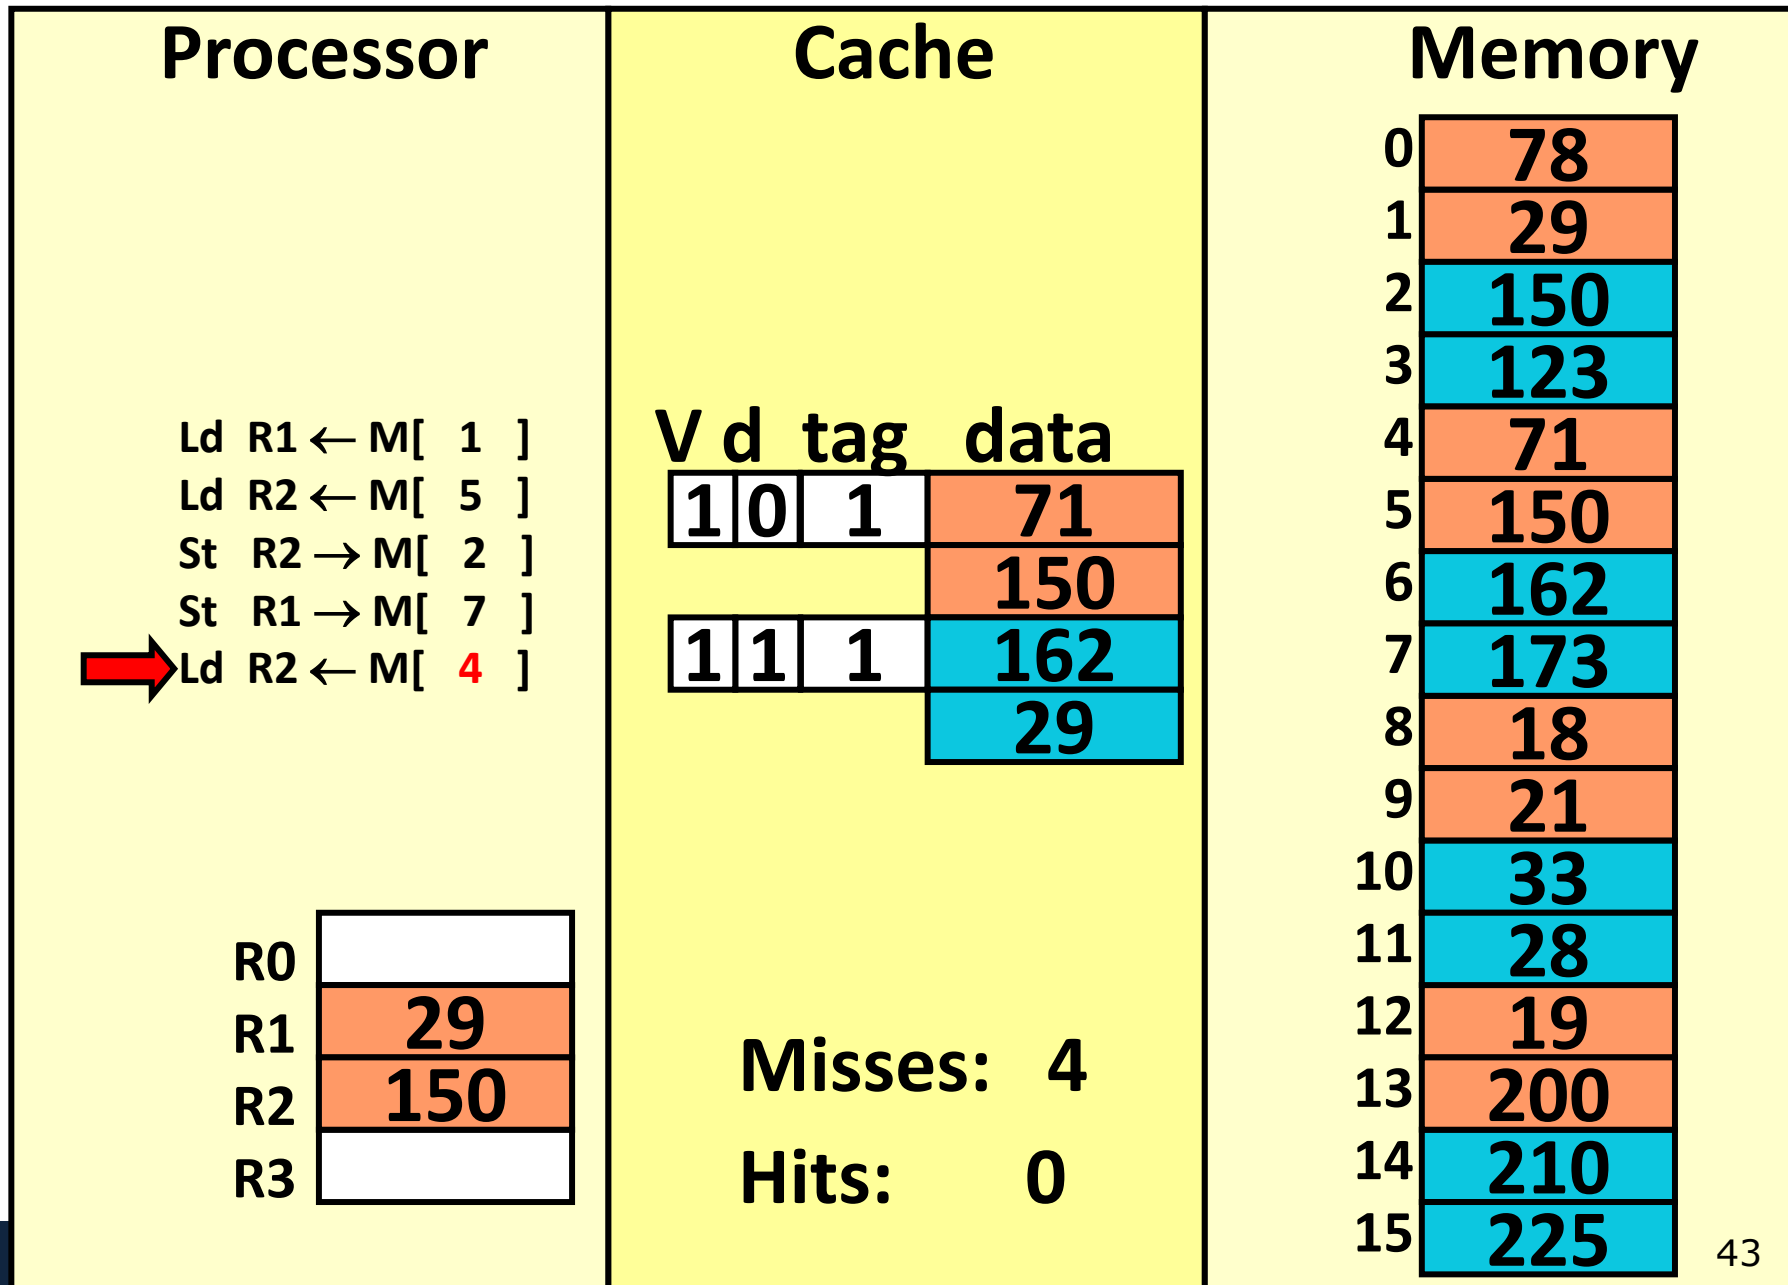 Processor
Ld R1 ← M[ 1 ]
Ld R2 ← M[ 5 ]
St R2 → M[ 2 ]
St R1 → M[ 7 ]
Ld R2 ← M[ 4 ]
R0
R1 29
R2 150
R3
Cache
V d tag data
1 0 1 71
150
1 1 1 162
29
Misses: 4
Hits: 0
Memory
0 78
1 29
2 150
3 123
4 71
5 150
6 162
7 173
8 18
9 21
10 33
11 28
12 19
13 200
14 210
15 225
43